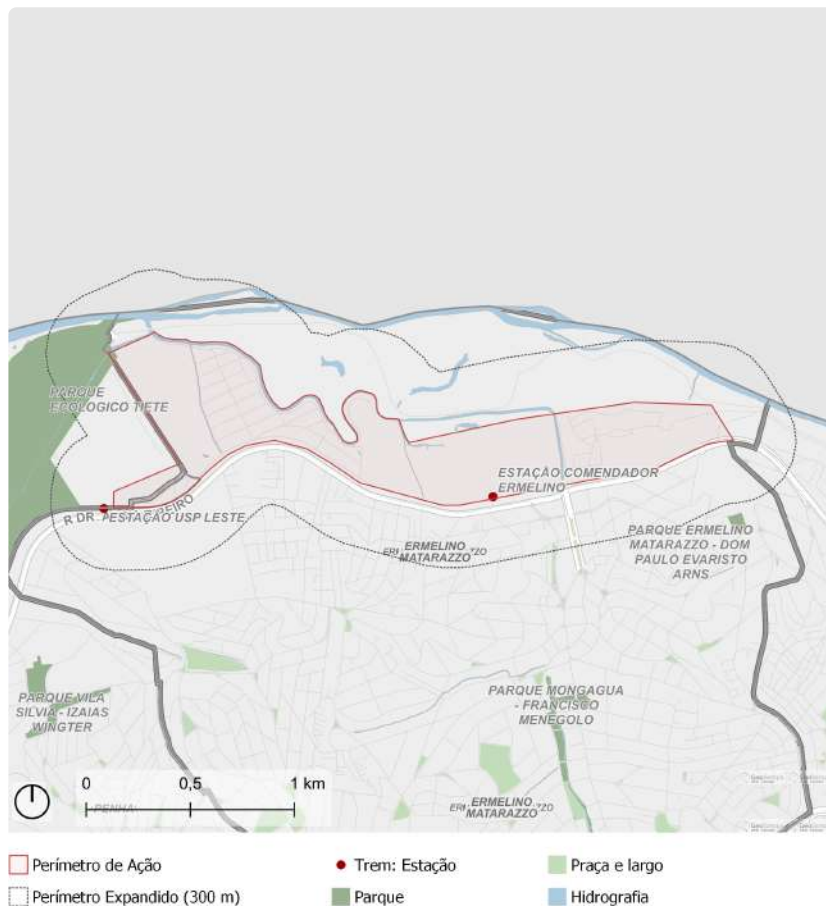 PARQUE
ECOLOGICO TIETE
ESTAÇÃO COMENDADOR
ERMELINO
R DR
ESTAÇÃO USP LESTE
ERMELINO
MATARAZZO
PARQUE ERMELINO
MATARAZZO - DOM
PAULO EVARISTO
ARNS
PARQUE VILA
SILVIA - IZAIAS
WINGTER
PARQUE MONGAGUA
- FRANCISCO
MENEGOLO
0 0,5 1 km
PENHA
ERMELINO
MATARAZZO
Perímetro de Ação
Trem: Estação
Praça e largo
Perímetro Expandido (300 m)
Parque
Hidrografia